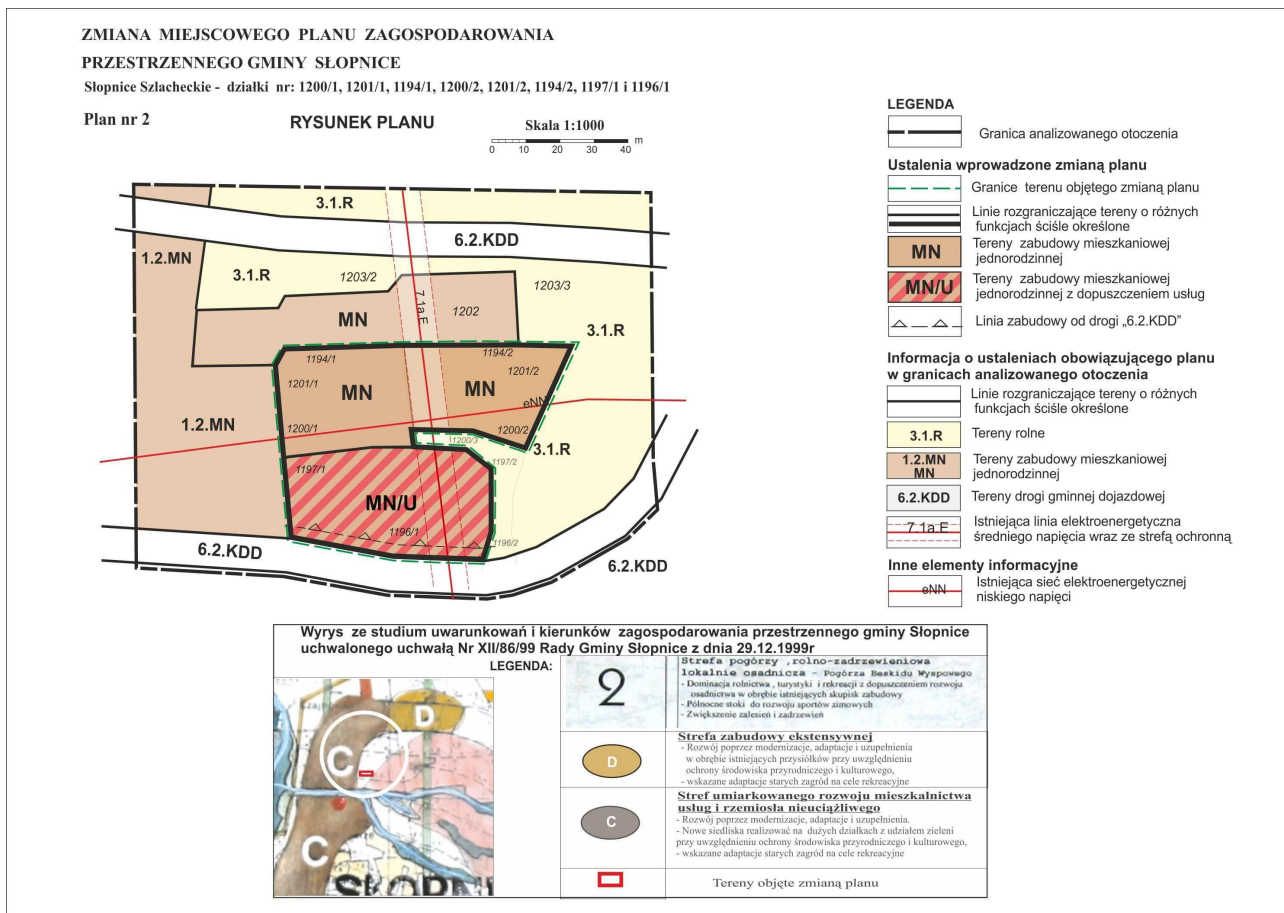 ZMIANA MIEJSCOWEGO PLANU ZAGOSPODAROWANIA
PRZESTRZENNEGO GMINY SŁOPNICE
Słopnice Szlacheckie - działki nr: 1200/1, 1201/1, 1194/1, 1200/2, 1201/2, 1194/2, 1197/1 i 1196/1
Plan nr 2
RYSUNEK PLANU
Skala 1:1000
0 10 20 30 40 m
3.1.R
6.2.KDD
1.2.MN
3.1.R
1203/2
1203/3
7.1a.E
1202
MN
3.1.R
1194/1
1194/2
1201/2
1201/1
MN
MN
eNN
1.2.MN
1200/1
1200/2
1200/3
3.1.R
1197/1
1197/2
MN/U
1196/1
1196/2
6.2.KDD
6.2.KDD
LEGENDA
Granica analizowanego otoczenia
Ustalenia wprowadzone zmianą planu
Granice terenu objętego zmianą planu
Linie rozgraniczające tereny o różnych
funkcjach ściśle określone
MN
Tereny zabudowy mieszkaniowej
jednorodzinnej
MN/U
Tereny zabudowy mieszkaniowej
jednorodzinnej z dopuszczeniem usług
Linia zabudowy od drogi „6.2.KDD”
Informacja o ustaleniach obowiązującego planu
w granicach analizowanego otoczenia
Linie rozgraniczające tereny o różnych
funkcjach ściśle określone
3.1.R
Tereny rolne
1.2.MN
MN
Tereny zabudowy mieszkaniowej
jednorodzinnej
6.2.KDD
Tereny drogi gminnej dojazdowej
7.1a.E
Istniejąca linia elektroenergetyczna
średniego napięcia wraz ze strefą ochronną
Inne elementy informacyjne
eNN
Istniejąca sieć elektroenergetycznej
niskiego napięci
Wyrys ze studium uwarunkowań i kierunków zagospodarowania przestrzennego gminy Słopnice
uchwalonego uchwałą Nr XII/86/99 Rady Gminy Słopnice z dnia 29.12.1999r
LEGENDA:
D
C
C
2
Strefa pogórzy ,rolno-zadrzewieniowa
lokalnie osadnicza - Pogórza Beskidu Wyspowego
- Dominacja rolnictwa , turystyki i rekreacji z dopuszczeniem rozwoju
osadnictwa w obrębie istniejących skupisk zabudowy
- Północne stoki do rozwoju sportów zimowych
- Zwiększenie zalesień i zadrzewień
D
Strefa zabudowy ekstensywnej
- Rozwój poprzez modernizacje, adaptacje i uzupełnienia
w obrębie istniejących przysiółków przy uwzględnieniu
ochrony środowiska przyrodniczego i kulturowego,
- wskazane adaptacje starych zagród na cele rekreacyjne
C
Stref umiarkowanego rozwoju mieszkalnictwa
usług i rzemiosła nieuciążliwego
- Rozwój poprzez modernizacje, adaptacje i uzupełnienia.
- Nowe siedliska realizować na dużych działkach z udziałem zieleni
przy uwzględnieniu ochrony środowiska przyrodniczego i kulturowego,
- wskazane adaptacje starych zagród na cele rekreacyjne
Tereny objęte zmianą planu